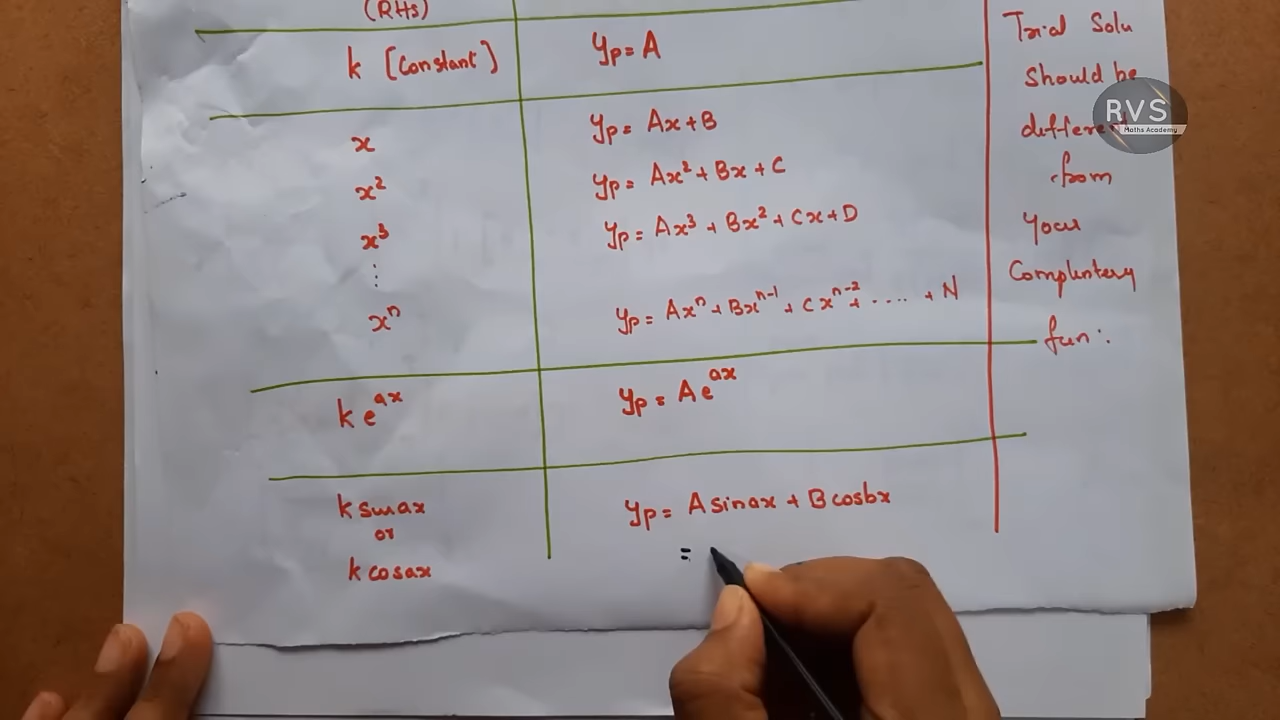 (RHS)
k [Constant]
yp = A
x
yp = Ax+B
x²
yp = Ax² + Bx + C
x³
yp = Ax³ + Bx² + Cx + D
⋮
xⁿ
yp = Axⁿ + Bxⁿ⁻¹ + Cxⁿ⁻² + ..... + N
k e^ax
yp = A e^ax
k sinax
or
k cosax
yp = A sinax + B cosbx
=
Trial Solu
Should be
different
from
your
Complmtery
fun:
RVS
Maths Academy